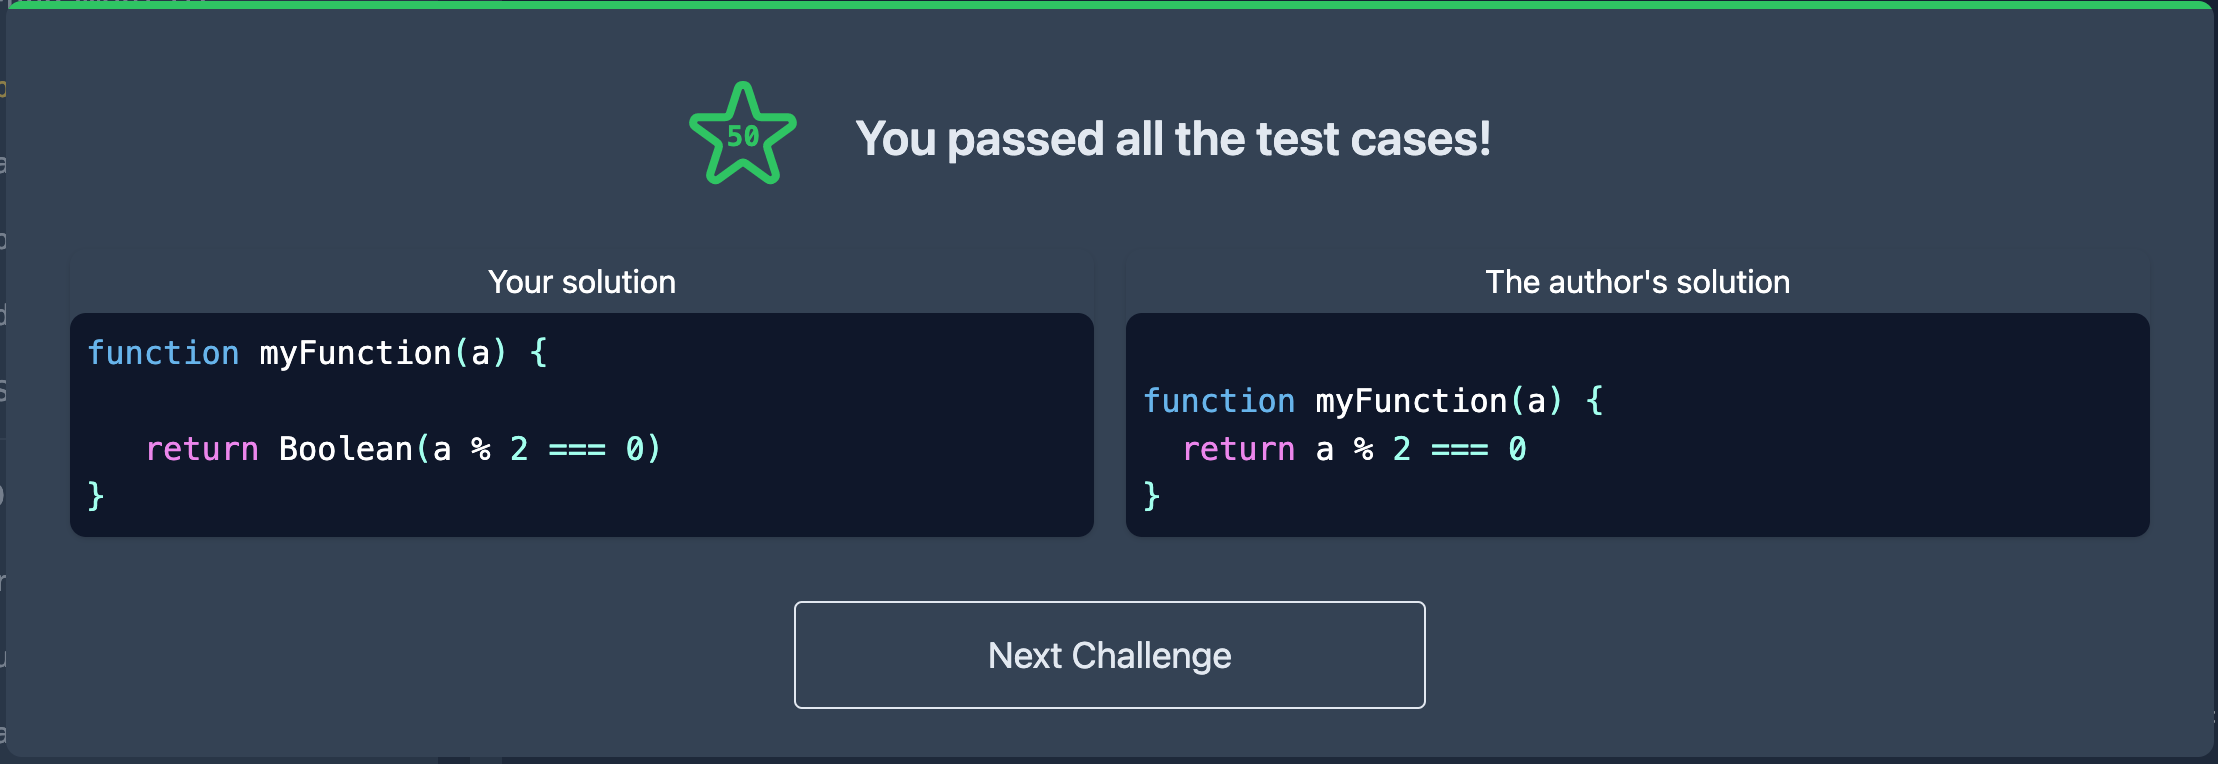 50
You passed all the test cases!
Your solution
function myFunction(a) {
return Boolean(a % 2 === 0)
}
The author's solution
function myFunction(a) {
return a % 2 === 0
}
Next Challenge